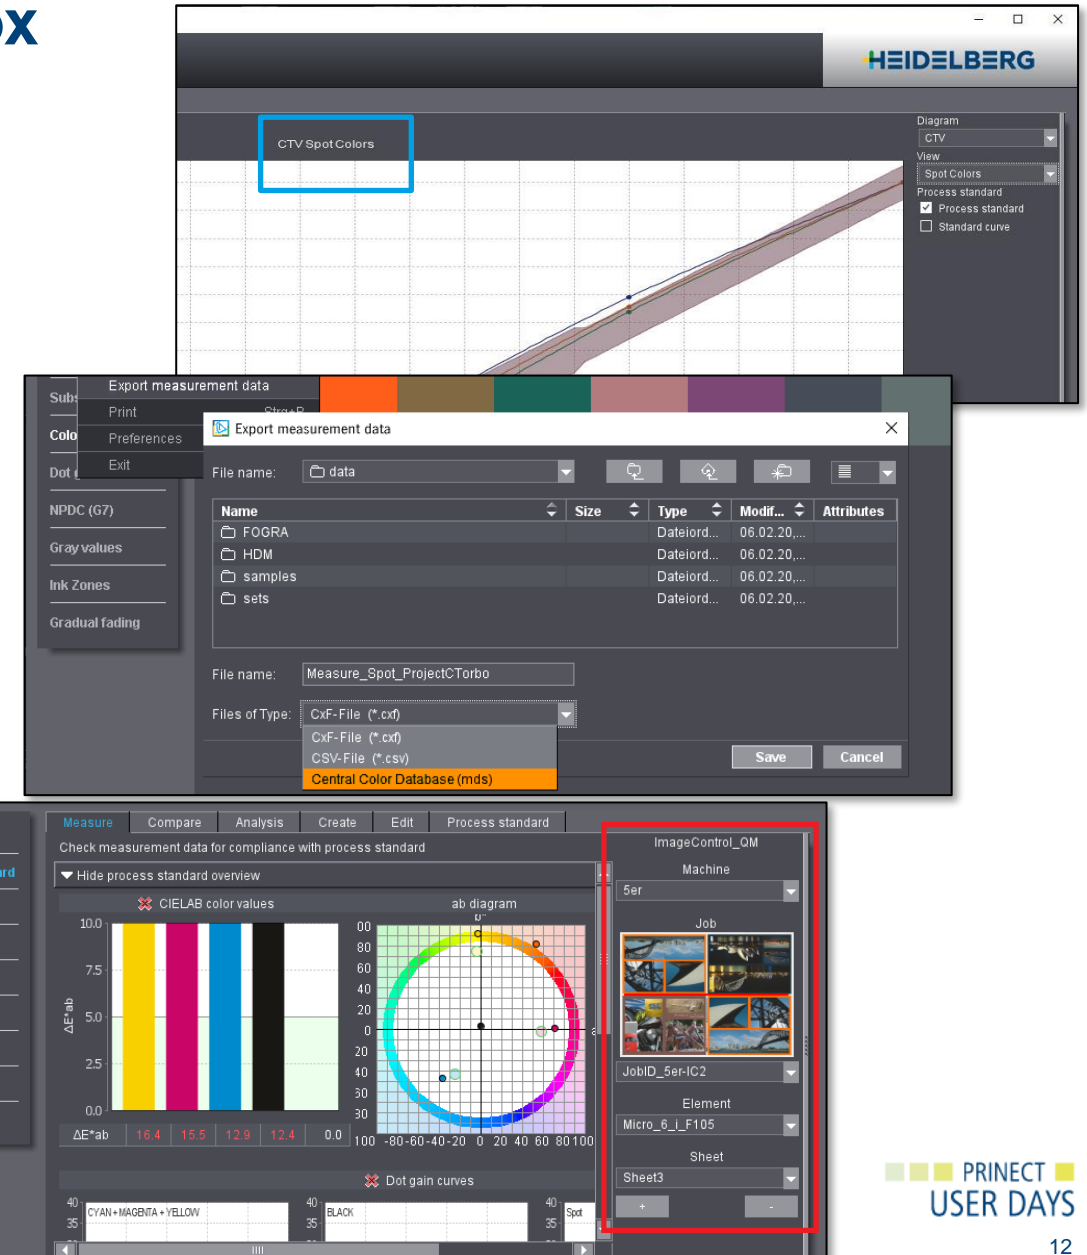 ox
HEIDELBERG
CTV Spot Colors
Diagram
CTV
View
Spot Colors
Process standard
Process standard
Standard curve
Export measurement data
Print
Preferences
Exit
NPDC (G7)
Gray values
Ink Zones
Gradual fading
Export measurement data
File name:
data
Name Size Type Modif... Attributes
FOGRA Dateiord... 06.02.20,...
HDM Dateiord... 06.02.20,...
samples Dateiord... 06.02.20,...
sets Dateiord... 06.02.20,...
File name: Measure_Spot_ProjectCTorbo
Files of Type: CxF-File (*.cxf)
CxF-File (*.cxf)
CSV-File (*.csv)
Central Color Database (mds)
Save Cancel
Measure Compare Analysis Create Edit Process standard
Check measurement data for compliance with process standard
Hide process standard overview
CIELAB color values
10.0
7.5
5.0
2.5
0.0
ΔE*ab
ΔE*ab 16.4 15.5 12.9 12.4 0.0
ab diagram
b*
00
80
60
40
20
0
20
40
60
80
100 -80 -60 -40 -20 0 20 40 60 80 100
Dot gain curves
40
35
CYAN + MAGENTA + YELLOW
40
35
BLACK
40
35
Spot
ImageControl_QM
Machine
5er
Job
JobID_5er-IC2
Element
Micro_6_i_F105
Sheet
Sheet3
+ -
PRINECT
USER DAYS
12